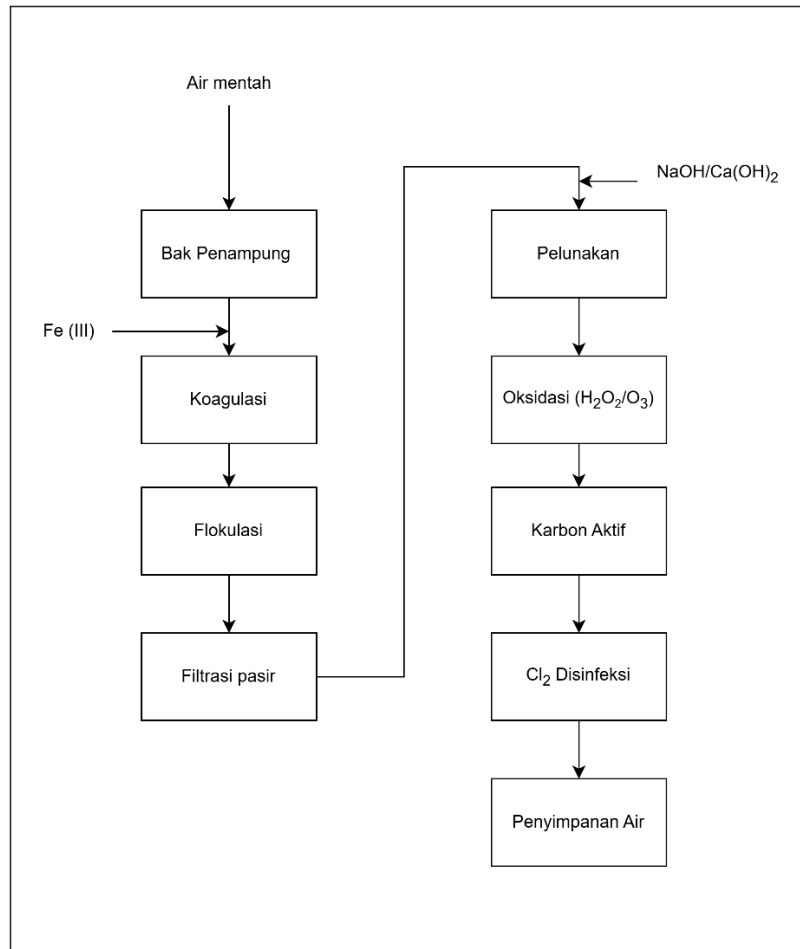 Air mentah
Bak Penampung
Fe (III)
Koagulasi
Flokulasi
Filtrasi pasir
NaOH/Ca(OH)₂
Pelunakan
Oksidasi (H₂O₂/O₃)
Karbon Aktif
Cl₂ Disinfeksi
Penyimpanan Air